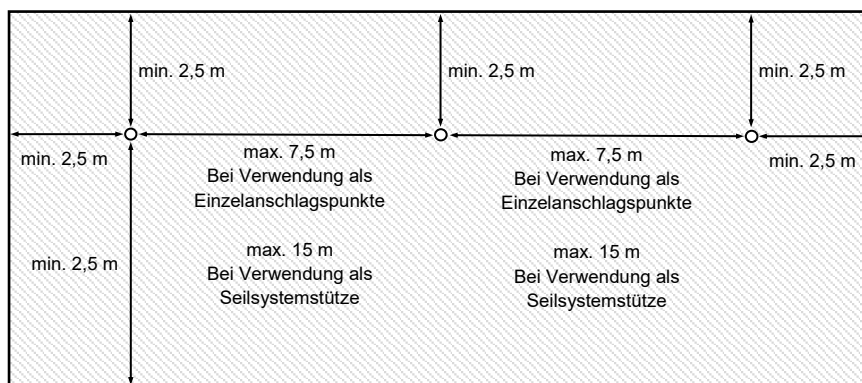 min. 2,5 m
min. 2,5 m
min. 2,5 m
min. 2,5 m
max. 7,5 m
Bei Verwendung als
Einzelanschlagspunkte
max. 7,5 m
Bei Verwendung als
Einzelanschlagspunkte
min. 2,5 m
min. 2,5 m
max. 15 m
Bei Verwendung als
Seilsystemstütze
max. 15 m
Bei Verwendung als
Seilsystemstütze